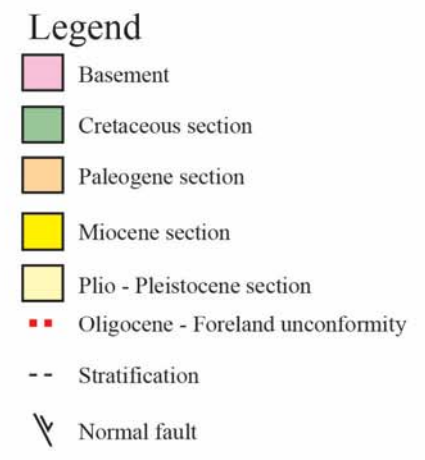 Legend
Basement
Cretaceous section
Paleogene section
Miocene section
Plio - Pleistocene section
Oligocene - Foreland unconformity
Stratification
Normal fault